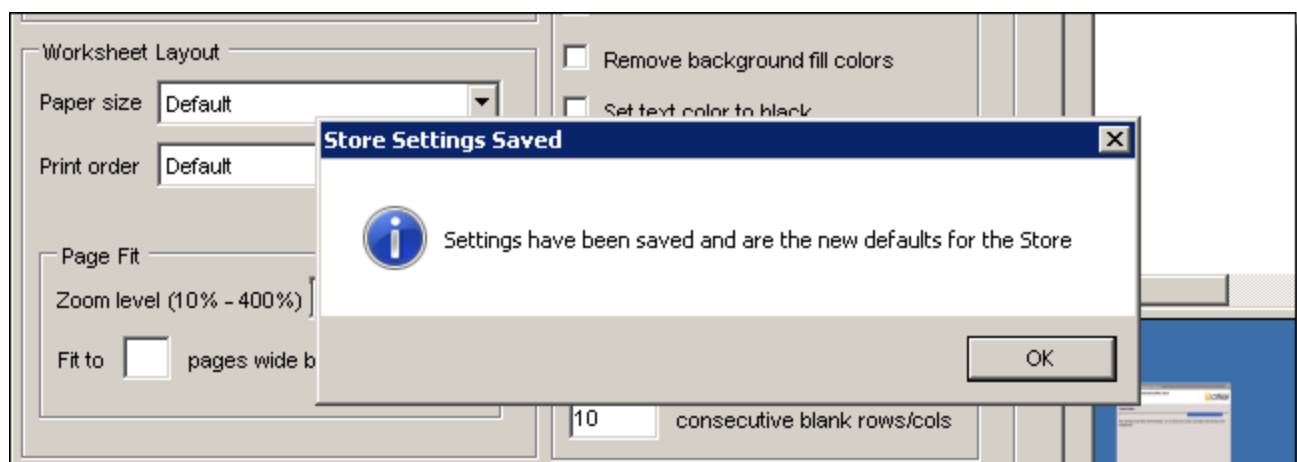 Worksheet Layout
Paper size Default
Print order Default
Page Fit
Zoom level (10% - 400%)
Fit to pages wide b
Remove background fill colors
Set text color to black
Store Settings Saved
Settings have been saved and are the new defaults for the Store
OK
10 consecutive blank rows/cols